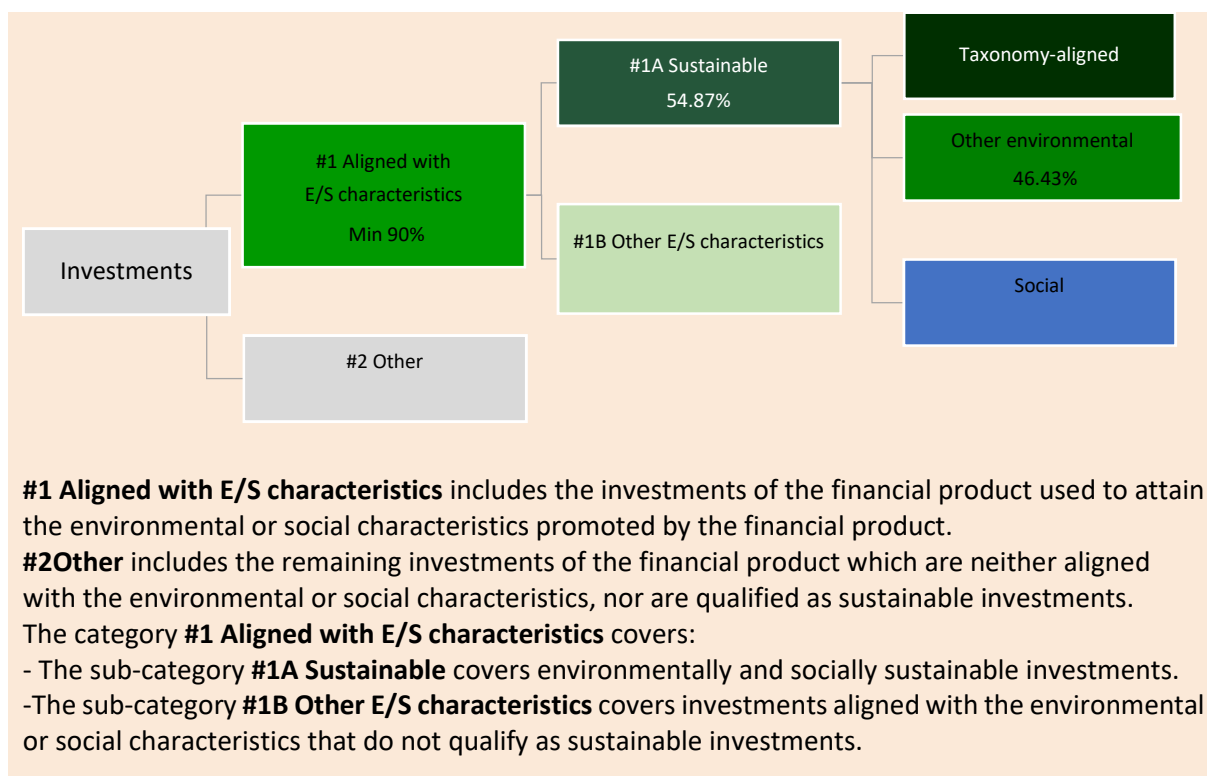 #1A Sustainable
54.87%
Taxonomy-aligned
Other environmental
46.43%
#1 Aligned with
E/S characteristics
Min 90%
#1B Other E/S characteristics
Investments
Social
#2 Other
#1 Aligned with E/S characteristics includes the investments of the financial product used to attain
the environmental or social characteristics promoted by the financial product.
#2Other includes the remaining investments of the financial product which are neither aligned
with the environmental or social characteristics, nor are qualified as sustainable investments.
The category #1 Aligned with E/S characteristics covers:
- The sub-category #1A Sustainable covers environmentally and socially sustainable investments.
-The sub-category #1B Other E/S characteristics covers investments aligned with the environmental
or social characteristics that do not qualify as sustainable investments.